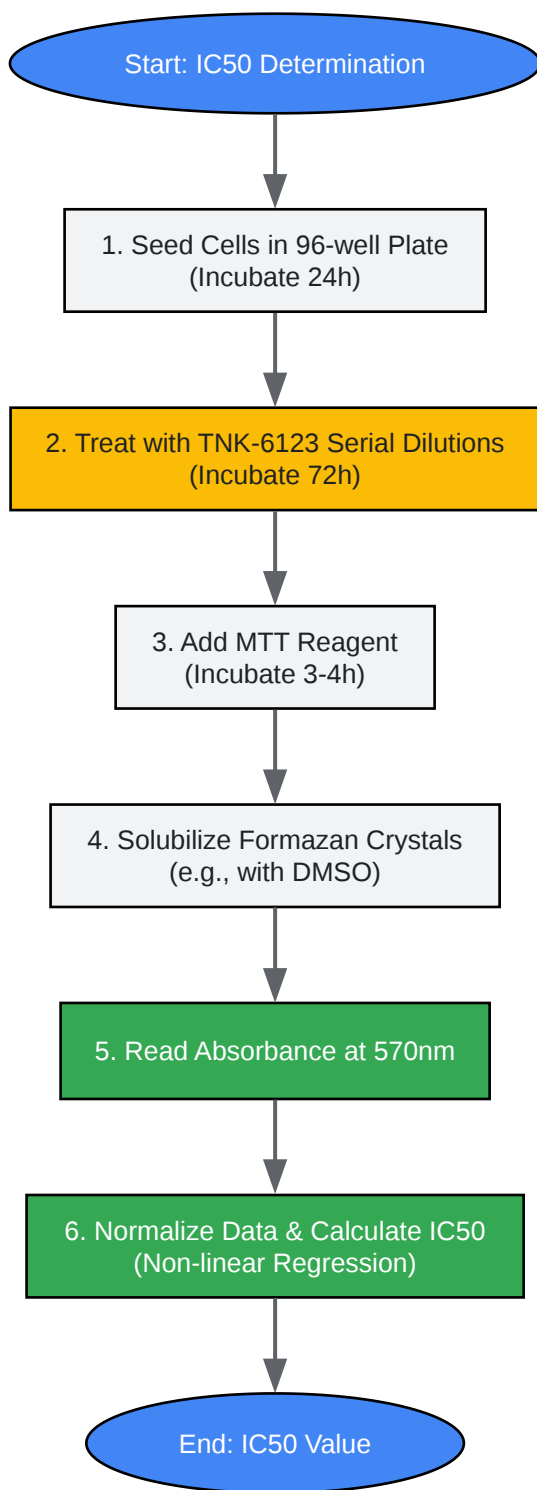 Start: IC50 Determination
1. Seed Cells in 96-well Plate
(Incubate 24h)
2. Treat with TNK-6123 Serial Dilutions
(Incubate 72h)
3. Add MTT Reagent
(Incubate 3-4h)
4. Solubilize Formazan Crystals
(e.g., with DMSO)
5. Read Absorbance at 570nm
6. Normalize Data & Calculate IC50
(Non-linear Regression)
End: IC50 Value